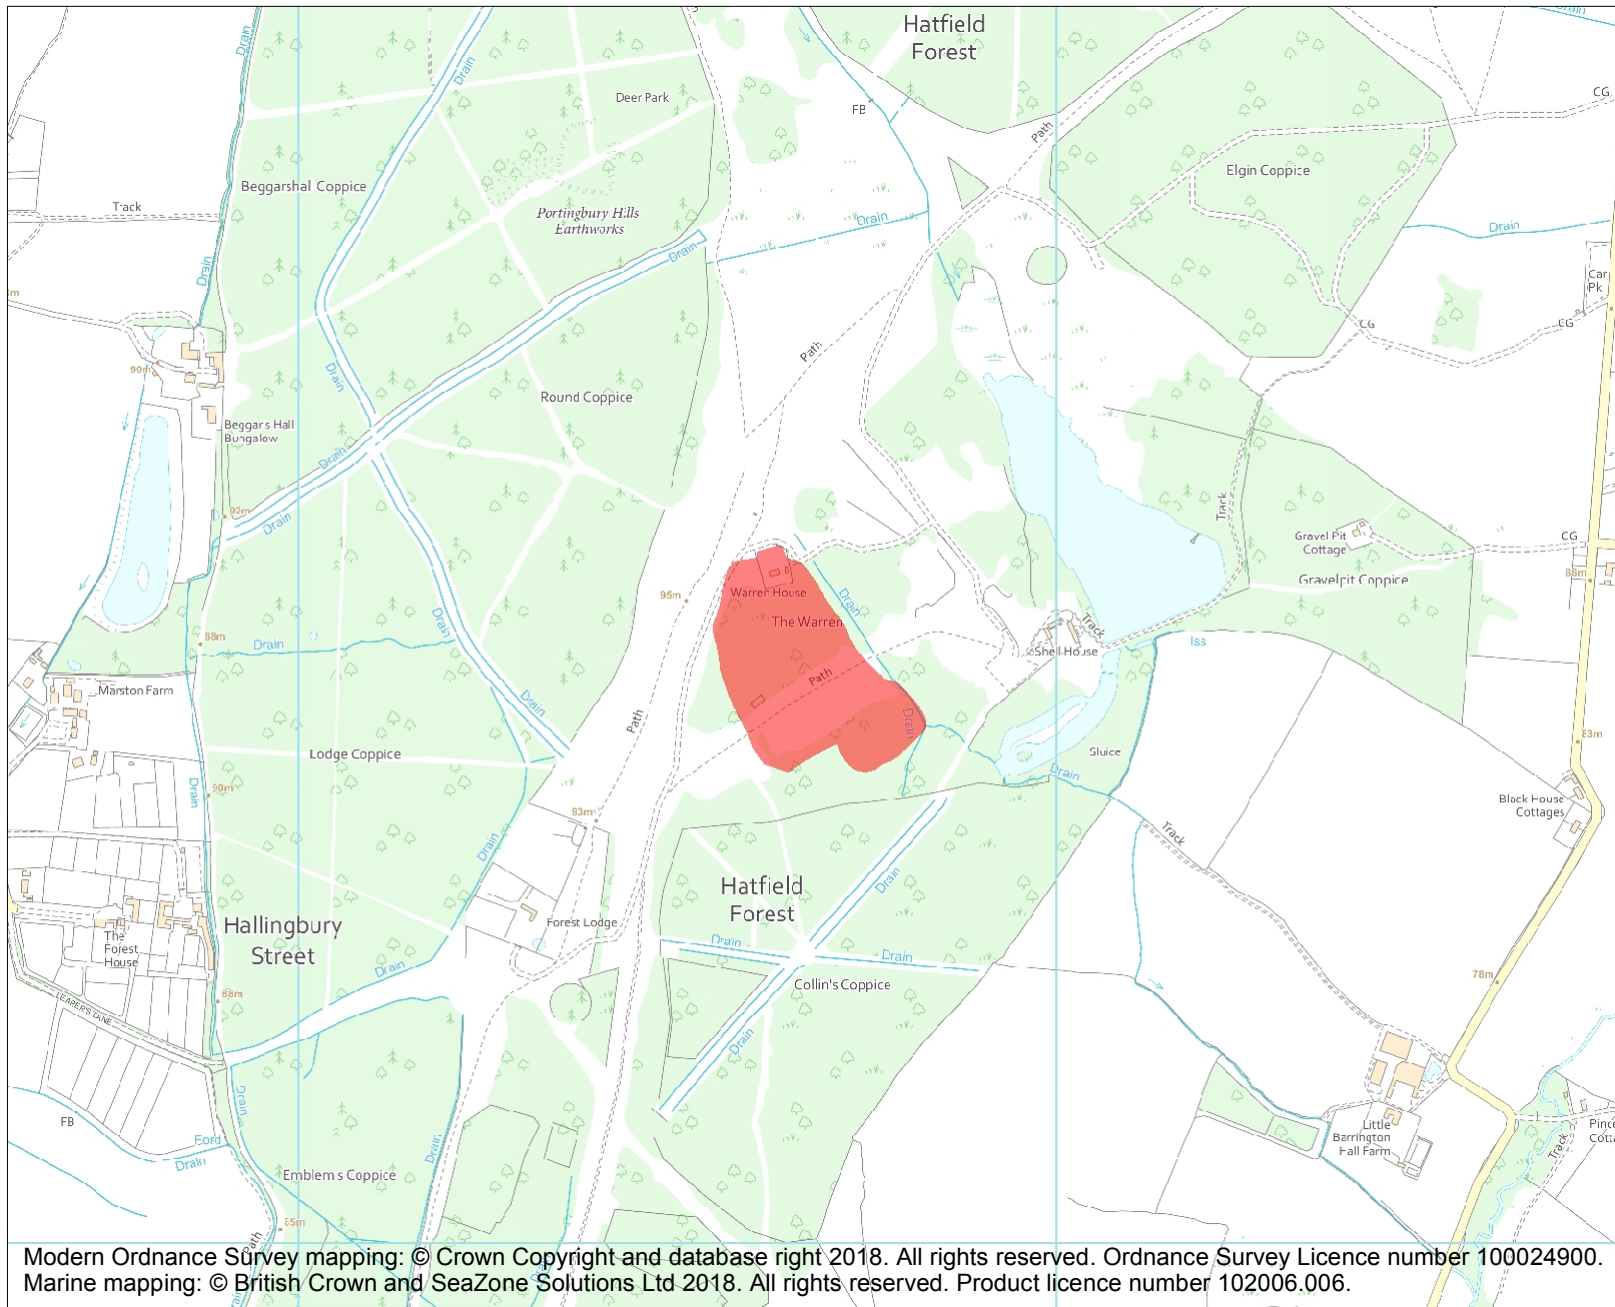 Hatfield
Forest
Drain
Drain
Drain
Drain
Deer Park
FB
CG
Path
Beggarshal Coppice
Elgin Coppice
Portingbury Hills
Earthworks
Track
Drain
Drain
Drain
Drain
Car
Pk
CG
CG
Path
90m
Drain
Round Coppice
Beggars Hall
Bungalow
Drain
92m
Drain
Track
Gravel Pit
Cottage
CG
Gravelpit Coppice
86m
95m
Warren House
The Warren
Drain
Drain
88m
Drain
Track
Iss
Shell House
Marston Farm
Path
Drain
Path
Drain
Lodge Coppice
Sluice
83m
Drain
Drain
90m
93m
Black House
Cottages
Track
Drain
Drain
Hatfield
Forest
Hallingbury
Street
Forest Lodge
The
Forest
House
Drain
Drain
Drain
78m
Collin's Coppice
88m
LEAPER'S LANE
Drain
Drain
FB
Ford
Drain
Drain
Little
Barrington
Hall Farm
Track
Emblem's Coppice
85m
Path
Modern Ordnance Survey mapping: © Crown Copyright and database right 2018. All rights reserved. Ordnance Survey Licence number 100024900.
Marine mapping: © British Crown and SeaZone Solutions Ltd 2018. All rights reserved. Product licence number 102006.006.